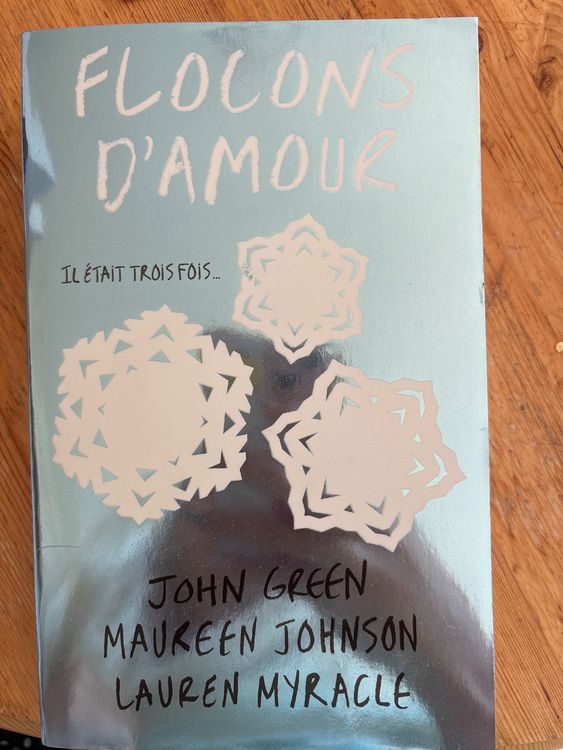 FLOCONS
D'AMOUR
IL ÉTAIT TROIS FOIS...
JOHN GREEN
MAUREEN JOHNSON
LAUREN MYRACLE